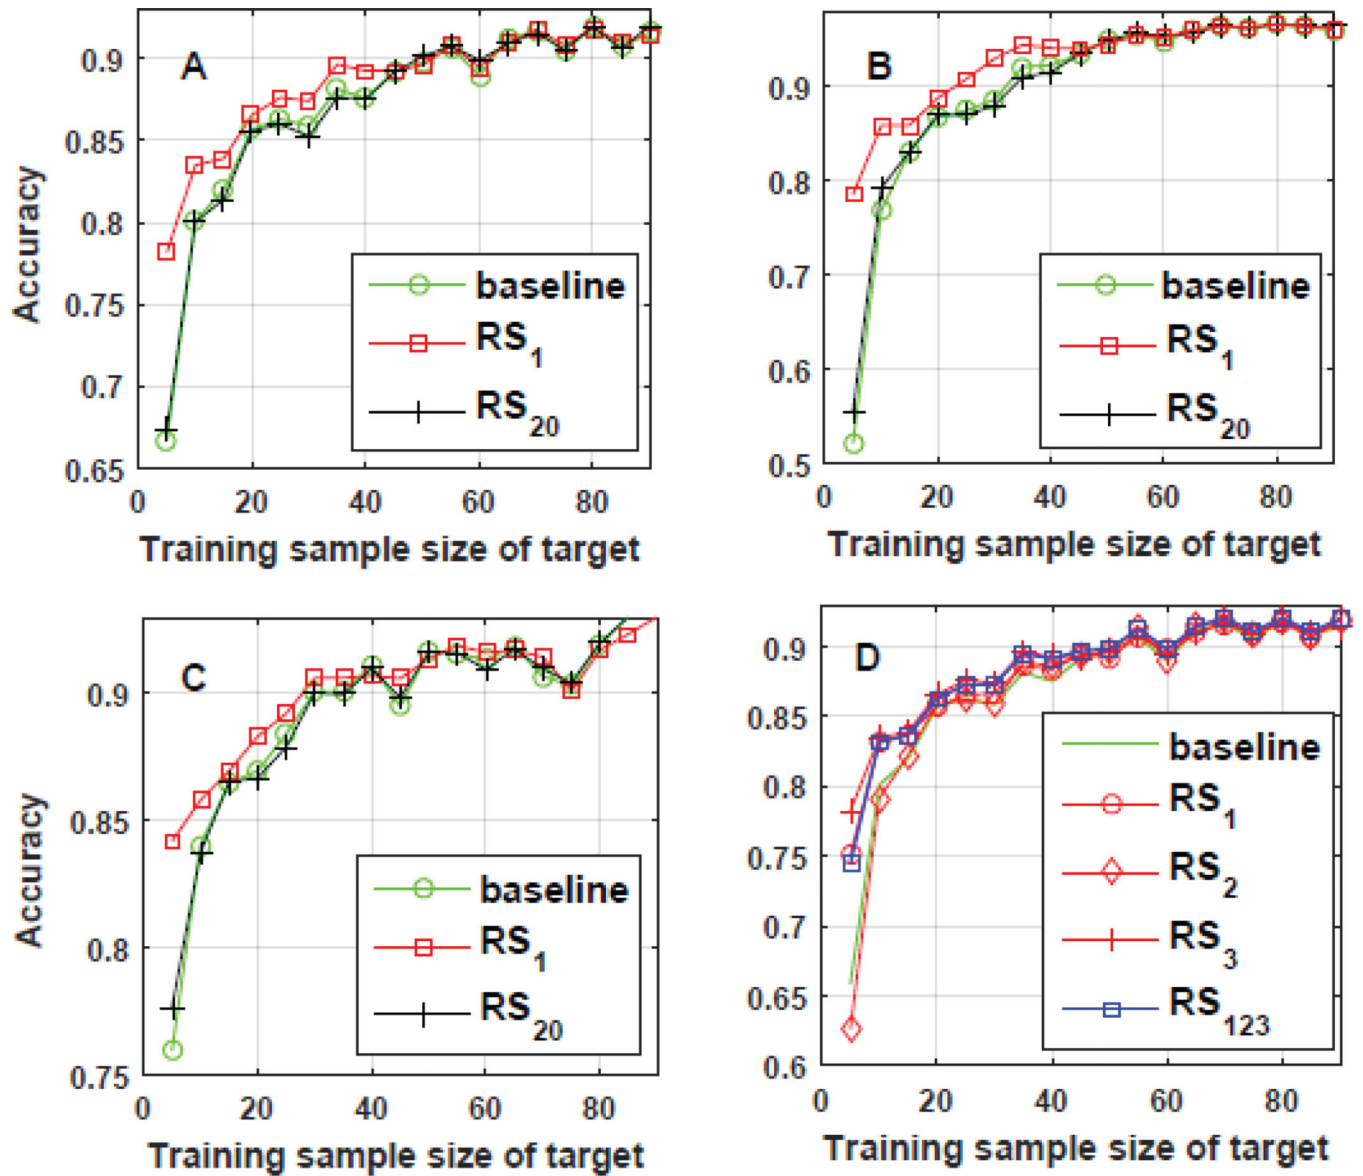 A
Accuracy
0.9
0.85
0.8
0.75
0.7
0.65
baseline
RS1
RS20
0 20 40 60 80
Training sample size of target
B
0.9
0.8
0.7
0.6
0.5
baseline
RS1
RS20
0 20 40 60 80
Training sample size of target
C
Accuracy
0.9
0.85
0.8
0.75
baseline
RS1
RS20
0 20 40 60 80
Training sample size of target
D
0.9
0.85
0.8
0.75
0.7
0.65
0.6
baseline
RS1
RS2
RS3
RS123
0 20 40 60 80
Training sample size of target